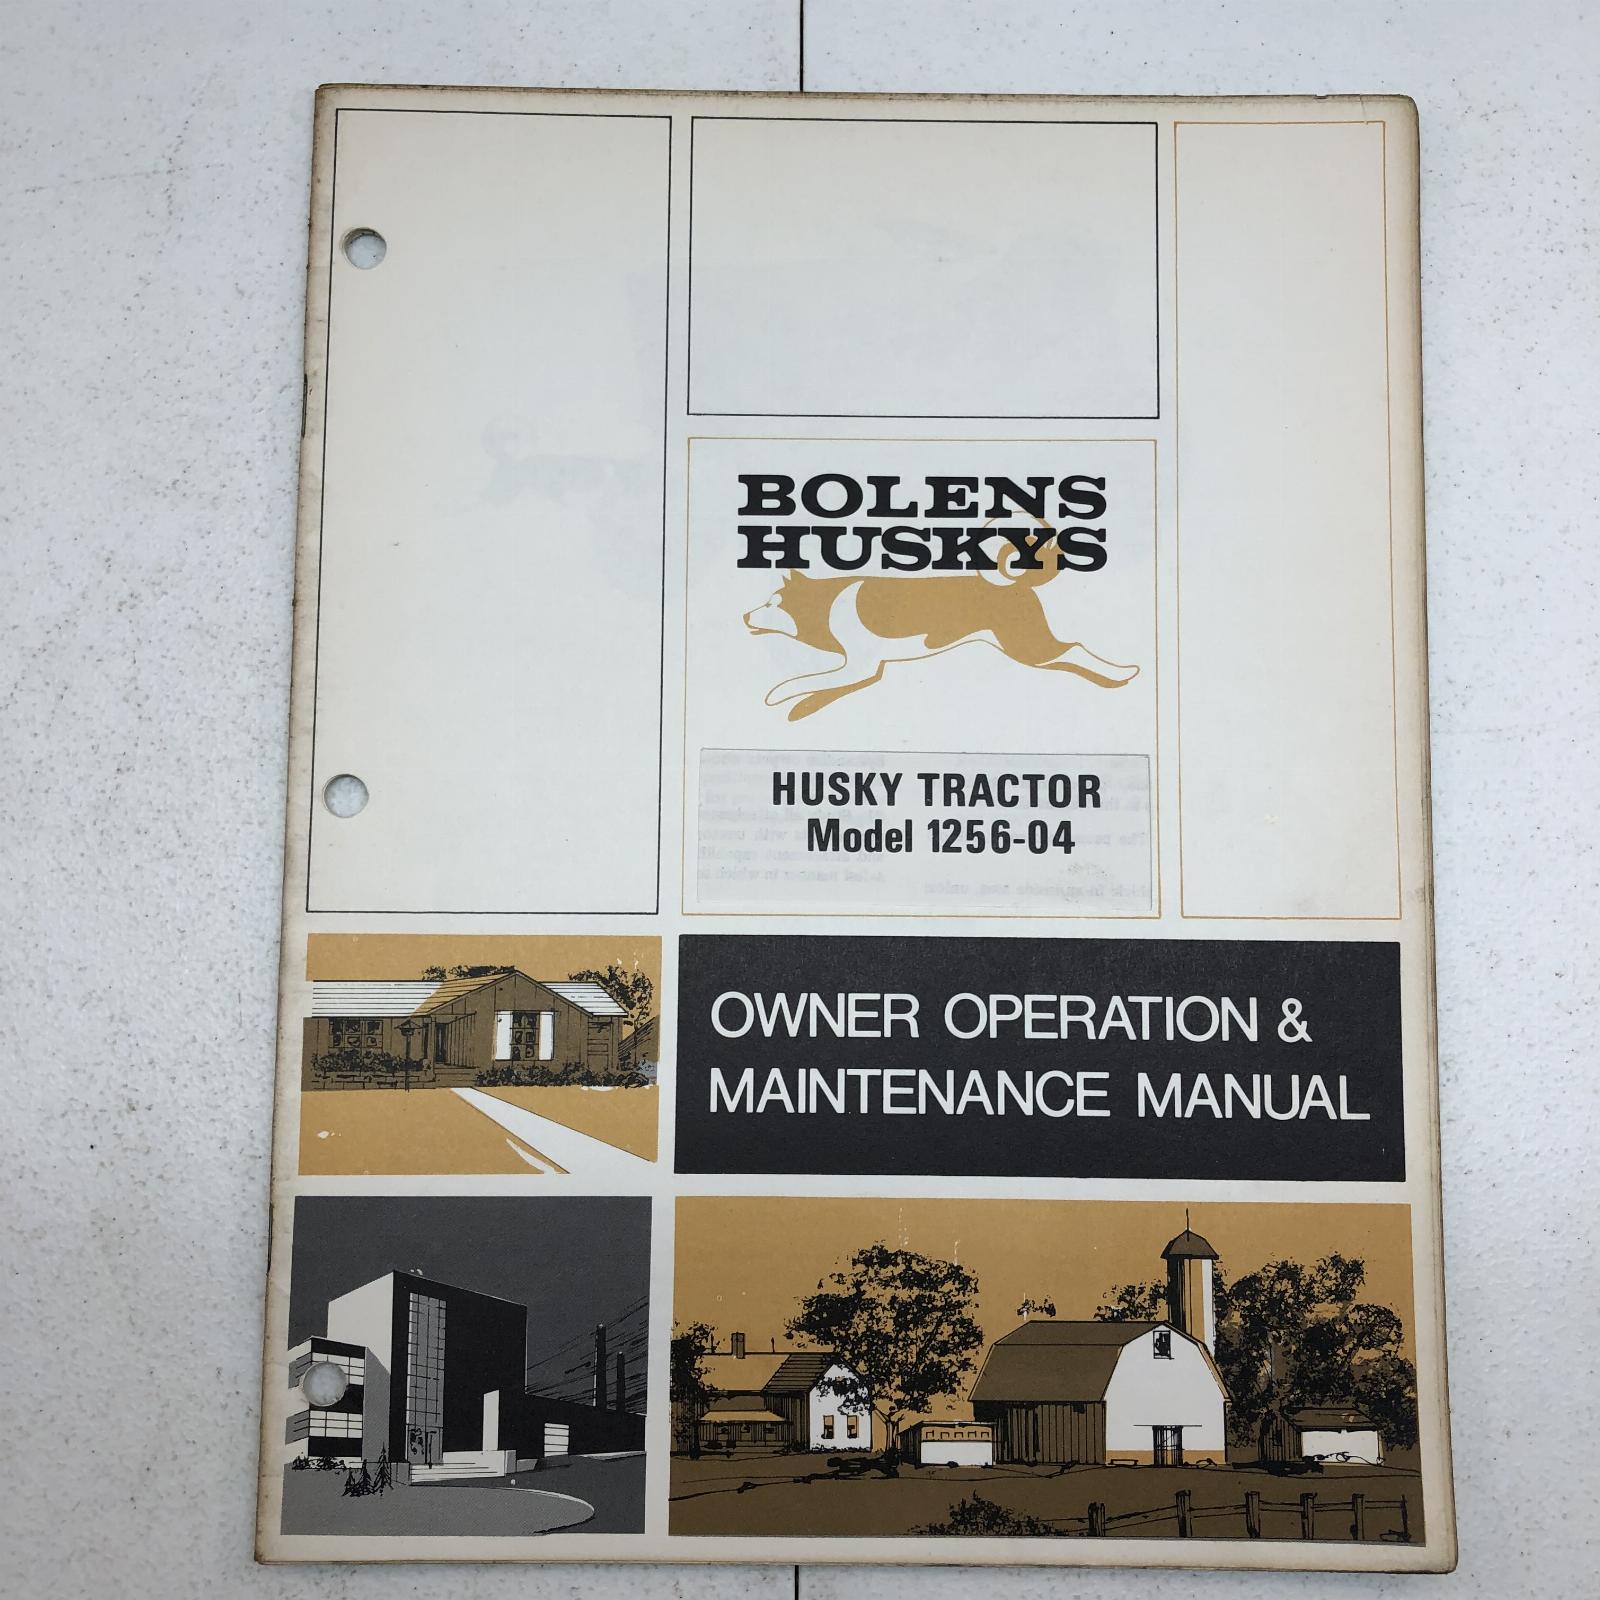 BOLENS
HUSKYS
HUSKY TRACTOR
Model 1256-04
OWNER OPERATION &
MAINTENANCE MANUAL